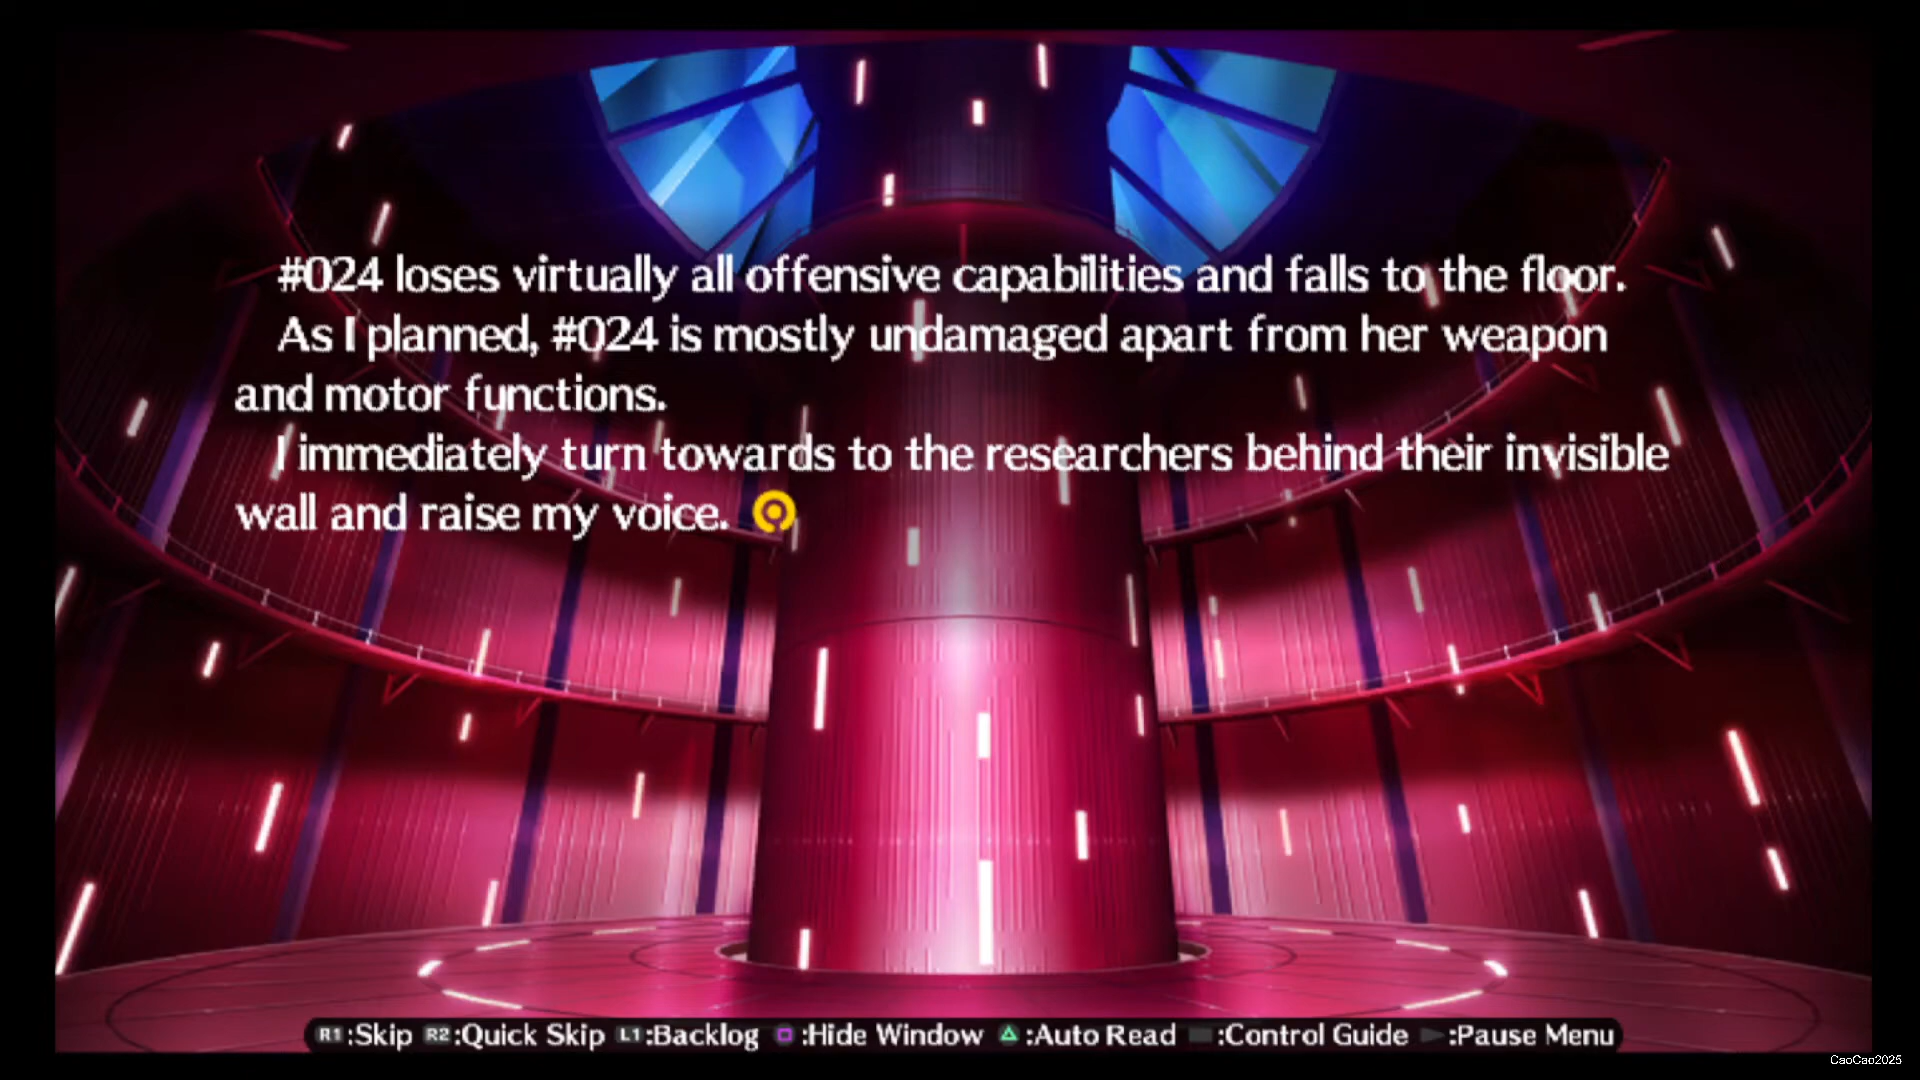 #024 loses virtually all offensive capabilities and falls to the floor.
As I planned, #024 is mostly undamaged apart from her weapon
and motor functions.
I immediately turn towards to the researchers behind their invisible
wall and raise my voice.
R1:Skip R2:Quick Skip L1:Backlog :Hide Window :Auto Read :Control Guide :Pause Menu
CaoCao2025